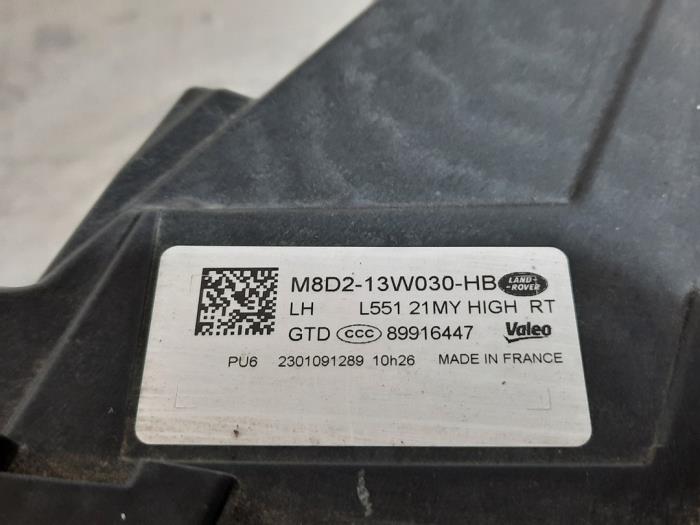 M8D2-13W030-HB LAND-ROVER
LH L551 21MY HIGH RT
GTD CCC 89916447 Valeo
PU6 2301091289 10h26 MADE IN FRANCE